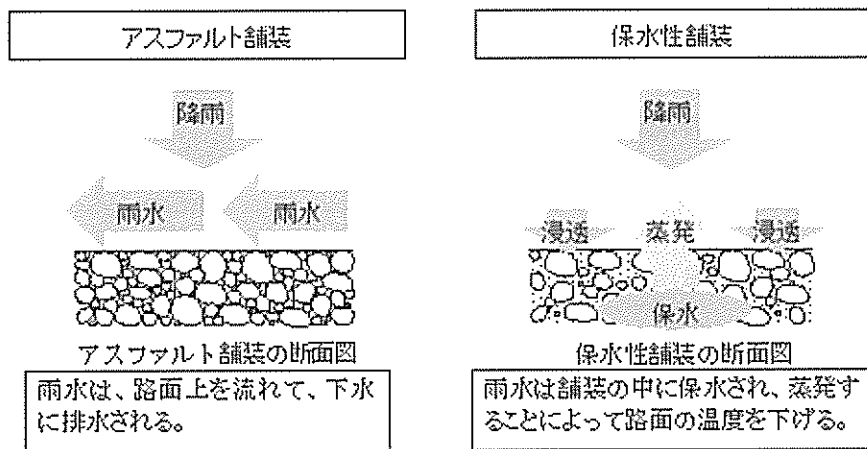 アスファルト舗装
降雨
雨水
雨水
アスファルト舗装の断面図
雨水は、路面上を流れて、下水
に排水される。
保水性舗装
降雨
浸透
蒸発
浸透
保水
保水性舗装の断面図
雨水は舗装の中に保水され、蒸発す
ることによって路面の温度を下げる。